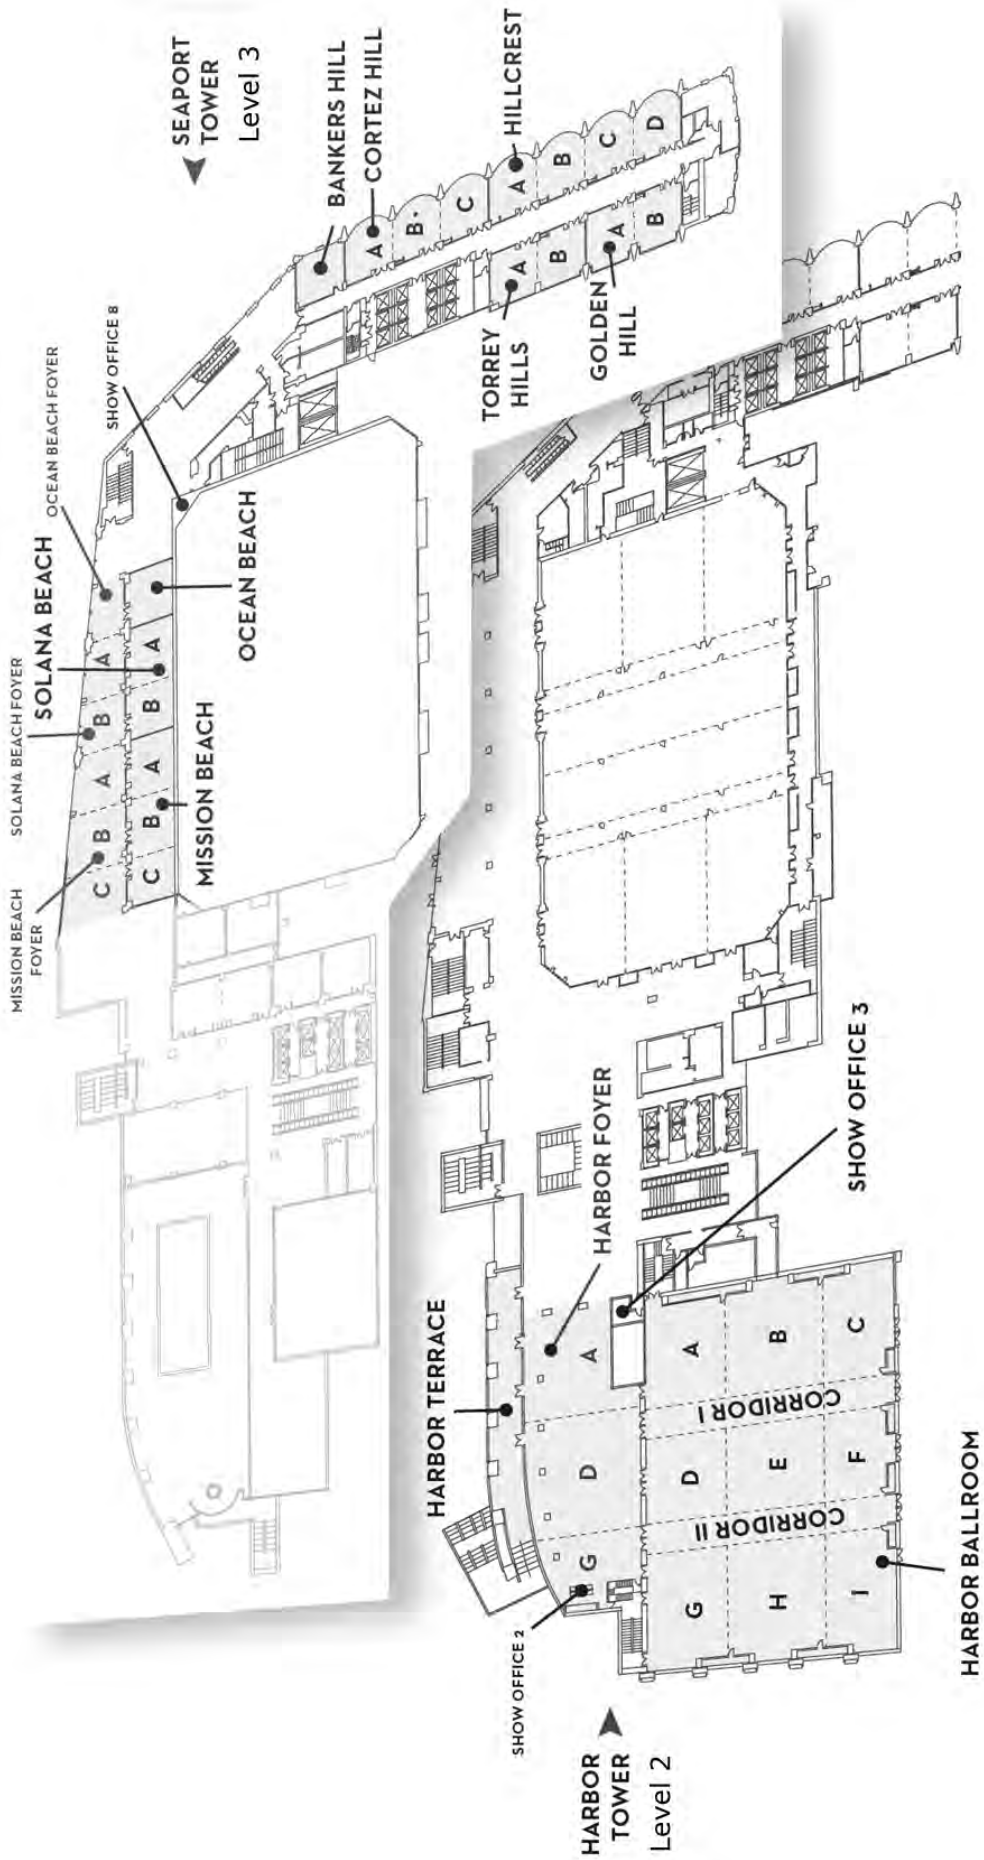 SEAPORT
TOWER
Level 3
BANKERS HILL
CORTEZ HILL
HILLCREST
A
B
C
A
B
C
D
TORREY
HILLS
A
B
GOLDEN
HILL
A
B
SHOW OFFICE 8
OCEAN BEACH FOYER
SOLANA BEACH
OCEAN BEACH
SOLANA BEACH FOYER
A
B
A
B
MISSION BEACH
MISSION BEACH
FOYER
A
B
C
A
B
C
HARBOR
TOWER
Level 2
SHOW OFFICE 2
HARBOR TERRACE
HARBOR FOYER
SHOW OFFICE 3
G
D
A
G
D
A
H
E
B
I
F
C
CORRIDOR I
CORRIDOR II
HARBOR BALLROOM